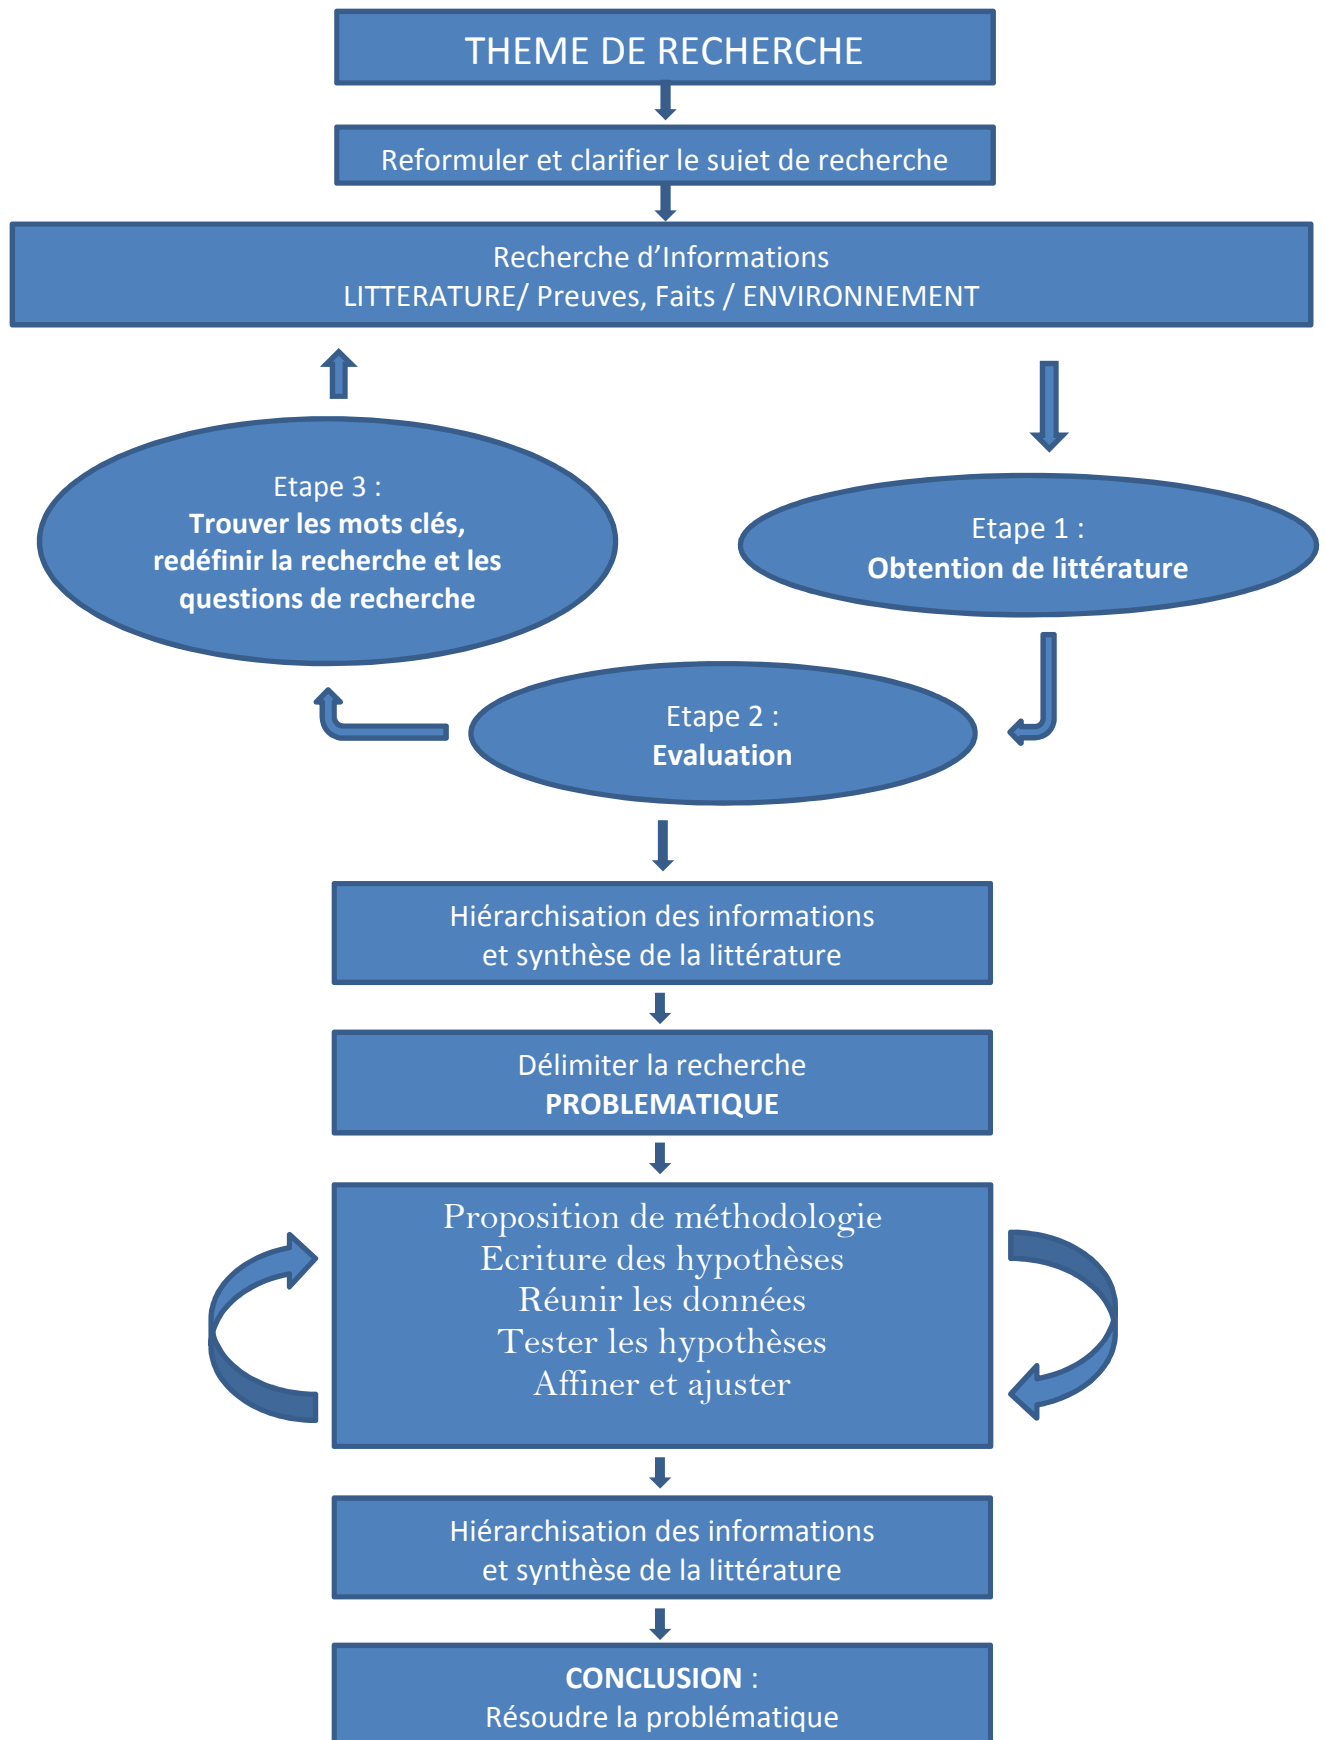 THEME DE RECHERCHE
Reformuler et clarifier le sujet de recherche
Recherche d’Informations
LITTERATURE/ Preuves, Faits / ENVIRONNEMENT
Etape 3 :
Trouver les mots clés,
redéfinir la recherche et les
questions de recherche
Etape 1 :
Obtention de littérature
Etape 2 :
Evaluation
Hiérarchisation des informations
et synthèse de la littérature
Délimiter la recherche
PROBLEMATIQUE
Proposition de méthodologie
Ecriture des hypothèses
Réunir les données
Tester les hypothèses
Affiner et ajuster
Hiérarchisation des informations
et synthèse de la littérature
CONCLUSION :
Résoudre la problématique